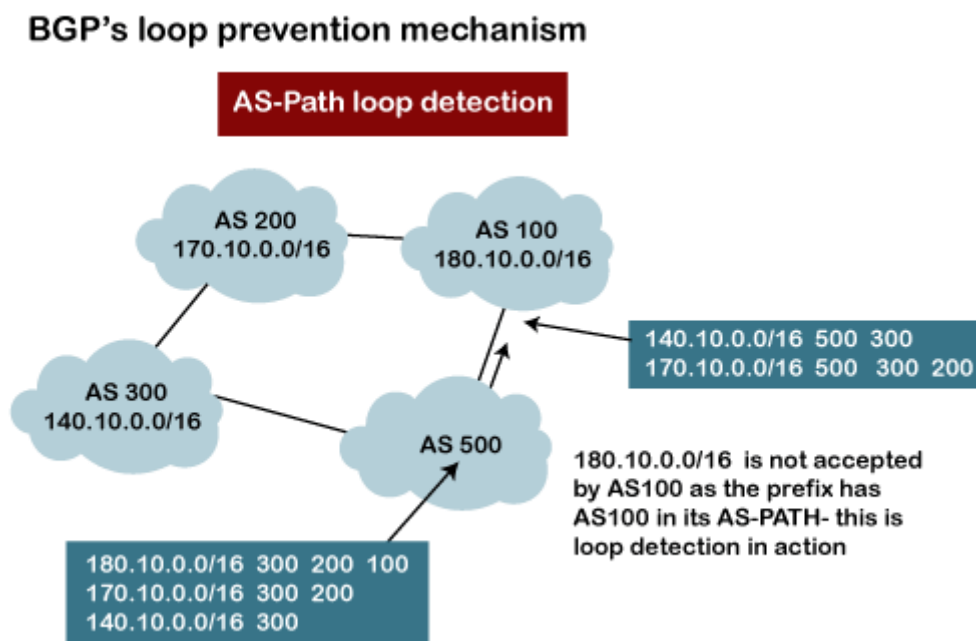 BGP's loop prevention mechanism
AS-Path loop detection
AS 200
170.10.0.0/16
AS 100
180.10.0.0/16
140.10.0.0/16 500 300
170.10.0.0/16 500 300 200
AS 300
140.10.0.0/16
AS 500
180.10.0.0/16 is not accepted
by AS100 as the prefix has
AS100 in its AS-PATH- this is
loop detection in action
180.10.0.0/16 300 200 100
170.10.0.0/16 300 200
140.10.0.0/16 300